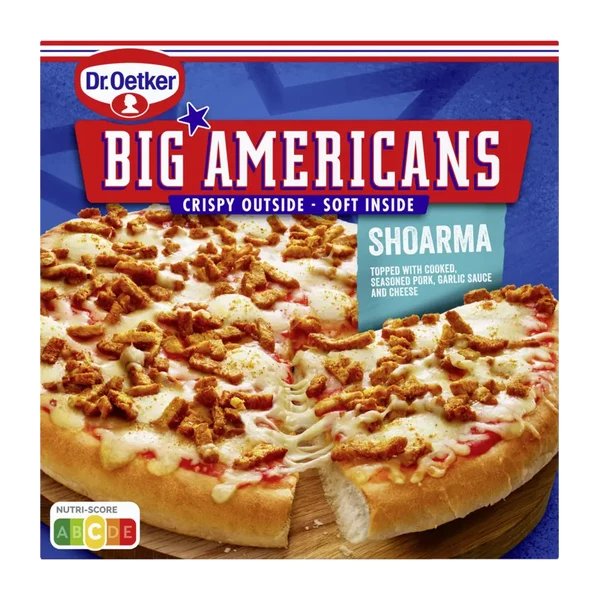 Dr.Oetker
BIG AMERICANS
CRISPY OUTSIDE - SOFT INSIDE
SHOARMA
TOPPED WITH COOKED,
SEASONED PORK, GARLIC SAUCE
AND CHEESE
NUTRI-SCORE
A B C D E